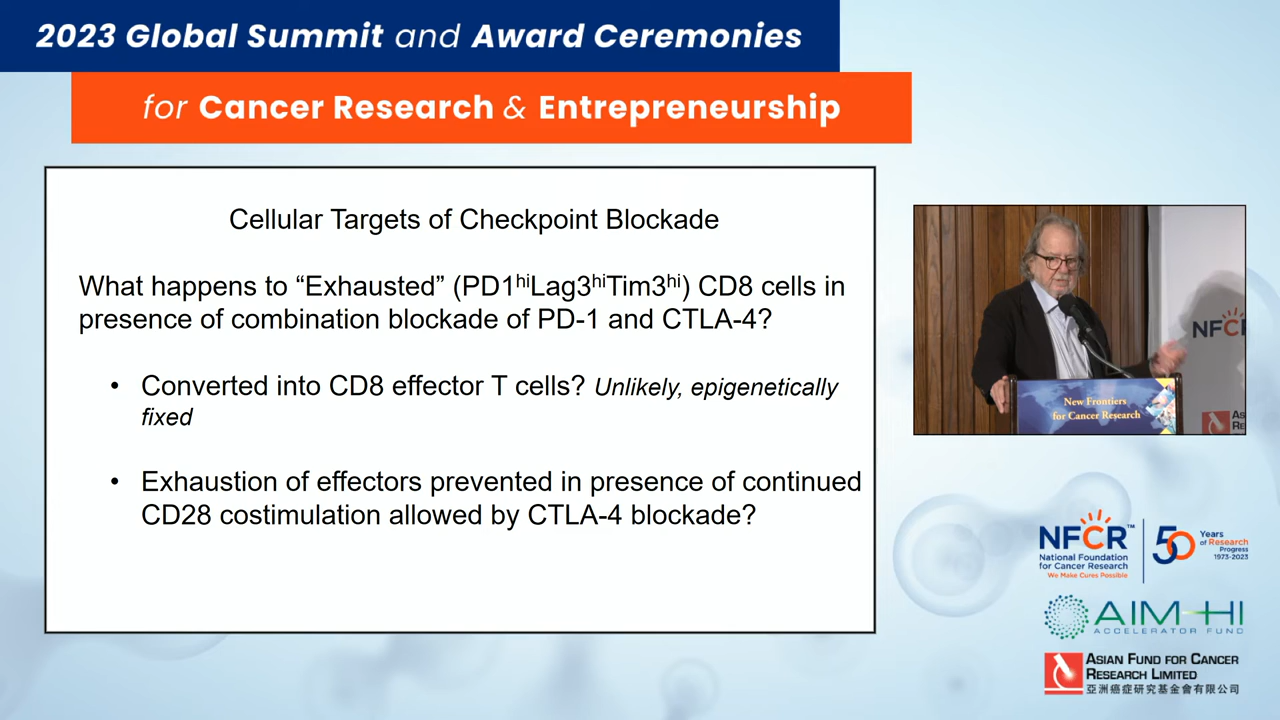 2023 Global Summit and Award Ceremonies
for Cancer Research & Entrepreneurship
Cellular Targets of Checkpoint Blockade
What happens to “Exhausted” (PD1hiLag3hiTim3hi) CD8 cells in
presence of combination blockade of PD-1 and CTLA-4?
• Converted into CD8 effector T cells? Unlikely, epigenetically
fixed
• Exhaustion of effectors prevented in presence of continued
CD28 costimulation allowed by CTLA-4 blockade?
NFCR
New Frontiers
for Cancer Research
NFCR™
National Foundation
for Cancer Research
We Make Cures Possible
50
Years
of Research
Progress
1973-2023
AIM-HI
ACCELERATOR FUND
ASIAN FUND FOR CANCER
RESEARCH LIMITED
亞洲癌症研究基金會有限公司